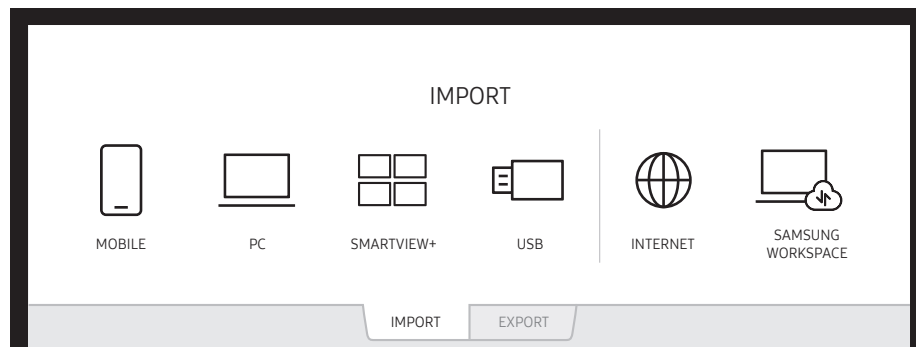 IMPORT
MOBILE
PC
SMARTVIEW+
USB
INTERNET
SAMSUNG
WORKSPACE
IMPORT
EXPORT